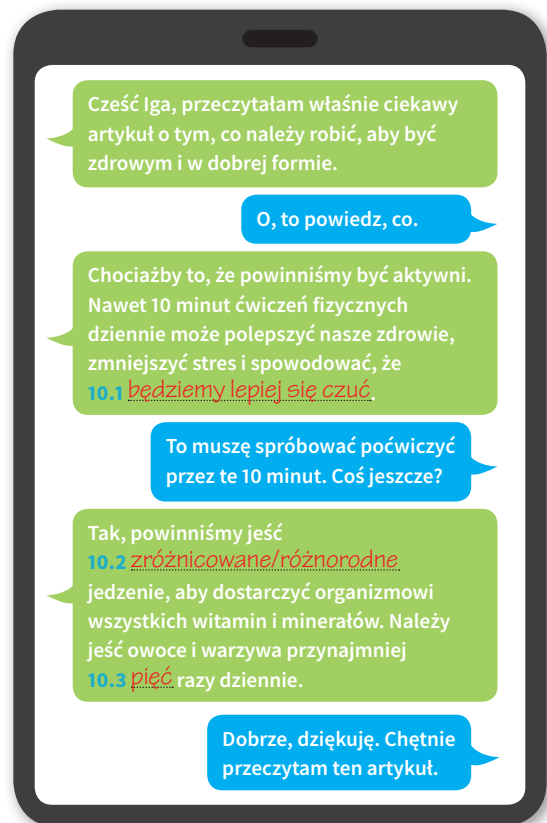 Cześć Iga, przeczytałam właśnie ciekawy
artykuł o tym, co należy robić, aby być
zdrowym i w dobrej formie.
O, to powiedz, co.
Chociażby to, że powinniśmy być aktywni.
Nawet 10 minut ćwiczeń fizycznych
dziennie może polepszyć nasze zdrowie,
zmniejszyć stres i spowodować, że
10.1 będziemy lepiej się czuć.
To muszę spróbować poćwiczyć
przez te 10 minut. Coś jeszcze?
Tak, powinniśmy jeść
10.2 zróżnicowane/różnorodne
jedzenie, aby dostarczyć organizmowi
wszystkich witamin i minerałów. Należy
jeść owoce i warzywa przynajmniej
10.3 pięć razy dziennie.
Dobrze, dziękuję. Chętnie
przeczytam ten artykuł.